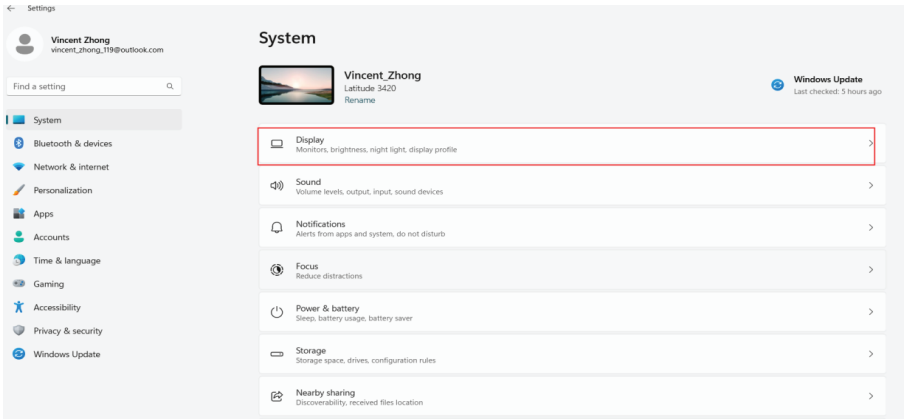 Settings
Vincent Zhong
vincent_zhong_119@outlook.com
Find a setting
System
Bluetooth & devices
Network & internet
Personalization
Apps
Accounts
Time & language
Gaming
Accessibility
Privacy & security
Windows Update
System
Vincent_Zhong
Latitude 3420
Rename
Windows Update
Last checked: 5 hours ago
Display
Monitors, brightness, night light, display profile
Sound
Volume levels, output, input, sound devices
Notifications
Alerts from apps and system, do not disturb
Focus
Reduce distractions
Power & battery
Sleep, battery usage, battery saver
Storage
Storage space, drives, configuration rules
Nearby sharing
Discoverability, received files location